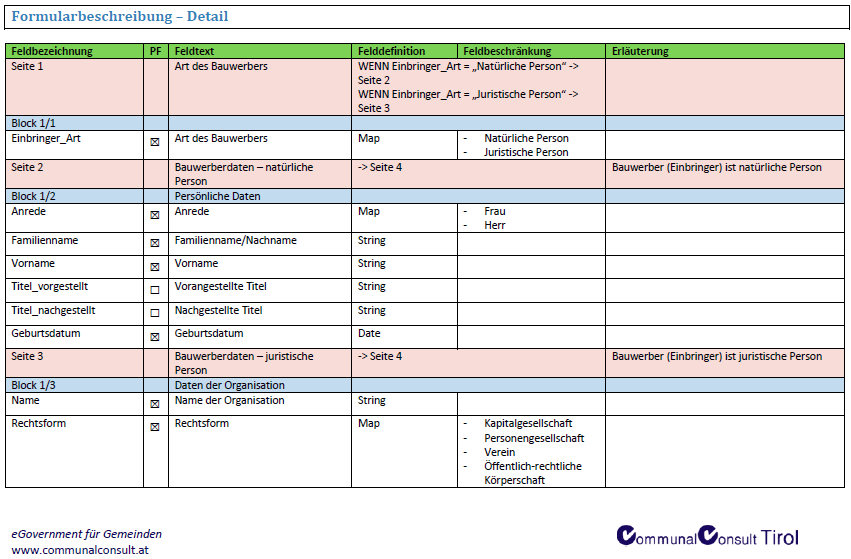 Formularbeschreibung – Detail
Feldbezeichnung PF Feldtext Felddefinition Feldbeschränkung Erläuterung
Seite 1 Art des Bauwerbers WENN Einbringer_Art = „Natürliche Person“ ->
Seite 2
WENN Einbringer_Art = „Juristische Person“ ->
Seite 3
Block 1/1
Einbringer_Art ☒ Art des Bauwerbers Map - Natürliche Person
- Juristische Person
Seite 2 Bauwerberdaten – natürliche -> Seite 4 Bauwerber (Einbringer) ist natürliche Person
Person
Block 1/2 Persönliche Daten
Anrede ☒ Anrede Map - Frau
- Herr
Familienname ☒ Familienname/Nachname String
Vorname ☒ Vorname String
Titel_vorgestellt ☐ Vorangestellte Titel String
Titel_nachgestellt ☐ Nachgestellte Titel String
Geburtsdatum ☒ Geburtsdatum Date
Seite 3 Bauwerberdaten – juristische -> Seite 4 Bauwerber (Einbringer) ist juristische Person
Person
Block 1/3 Daten der Organisation
Name ☒ Name der Organisation String
Rechtsform ☒ Rechtsform Map - Kapitalgesellschaft
- Personengesellschaft
- Verein
- Öffentlich-rechtliche
Körperschaft
eGovernment für Gemeinden
www.communalconsult.at
CommunalConsult Tirol